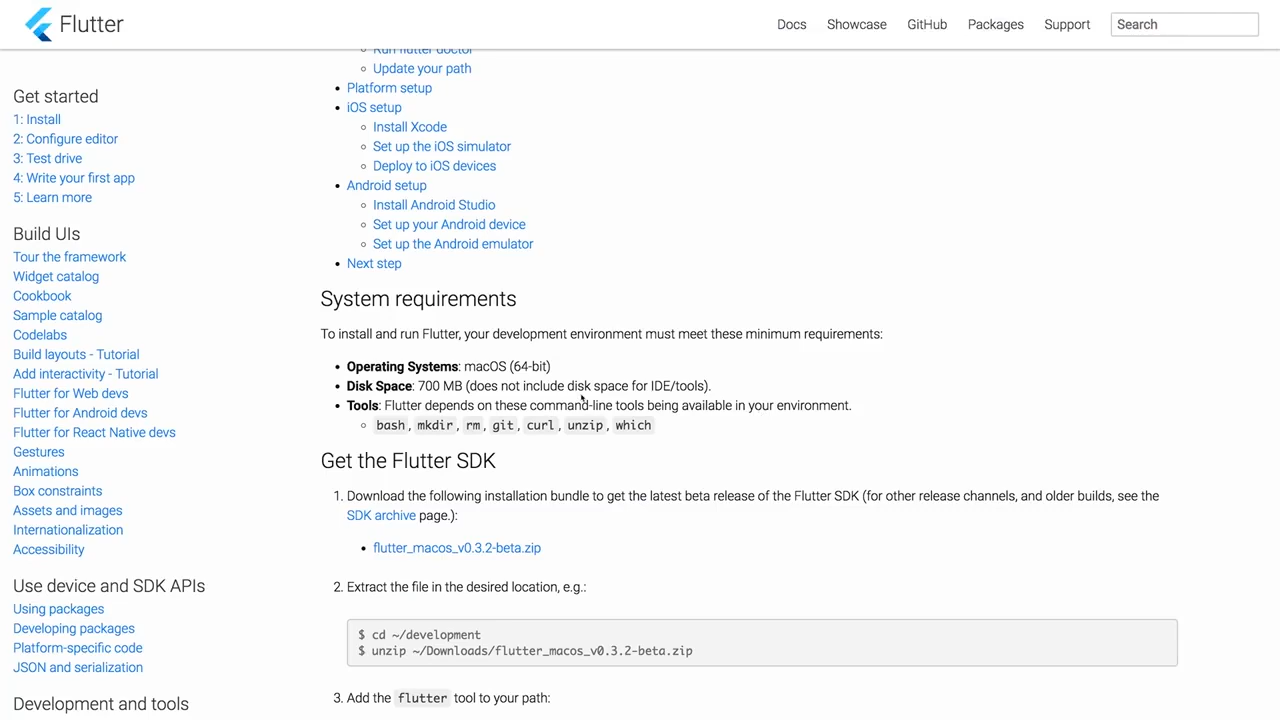 Flutter
Docs
Showcase
GitHub
Packages
Support
Search
Get started
1: Install
2: Configure editor
3: Test drive
4: Write your first app
5: Learn more
Build UIs
Tour the framework
Widget catalog
Cookbook
Sample catalog
Codelabs
Build layouts - Tutorial
Add interactivity - Tutorial
Flutter for Web devs
Flutter for Android devs
Flutter for React Native devs
Gestures
Animations
Box constraints
Assets and images
Internationalization
Accessibility
Use device and SDK APIs
Using packages
Developing packages
Platform-specific code
JSON and serialization
Development and tools
Run flutter doctor
Update your path
Platform setup
iOS setup
Install Xcode
Set up the iOS simulator
Deploy to iOS devices
Android setup
Install Android Studio
Set up your Android device
Set up the Android emulator
Next step
System requirements
To install and run Flutter, your development environment must meet these minimum requirements:
Operating Systems: macOS (64-bit)
Disk Space: 700 MB (does not include disk space for IDE/tools).
Tools: Flutter depends on these command-line tools being available in your environment.
bash, mkdir, rm, git, curl, unzip, which
Get the Flutter SDK
1. Download the following installation bundle to get the latest beta release of the Flutter SDK (for other release channels, and older builds, see the
SDK archive page.):
flutter_macos_v0.3.2-beta.zip
2. Extract the file in the desired location, e.g.:
$ cd ~/development
$ unzip ~/Downloads/flutter_macos_v0.3.2-beta.zip
3. Add the flutter tool to your path: